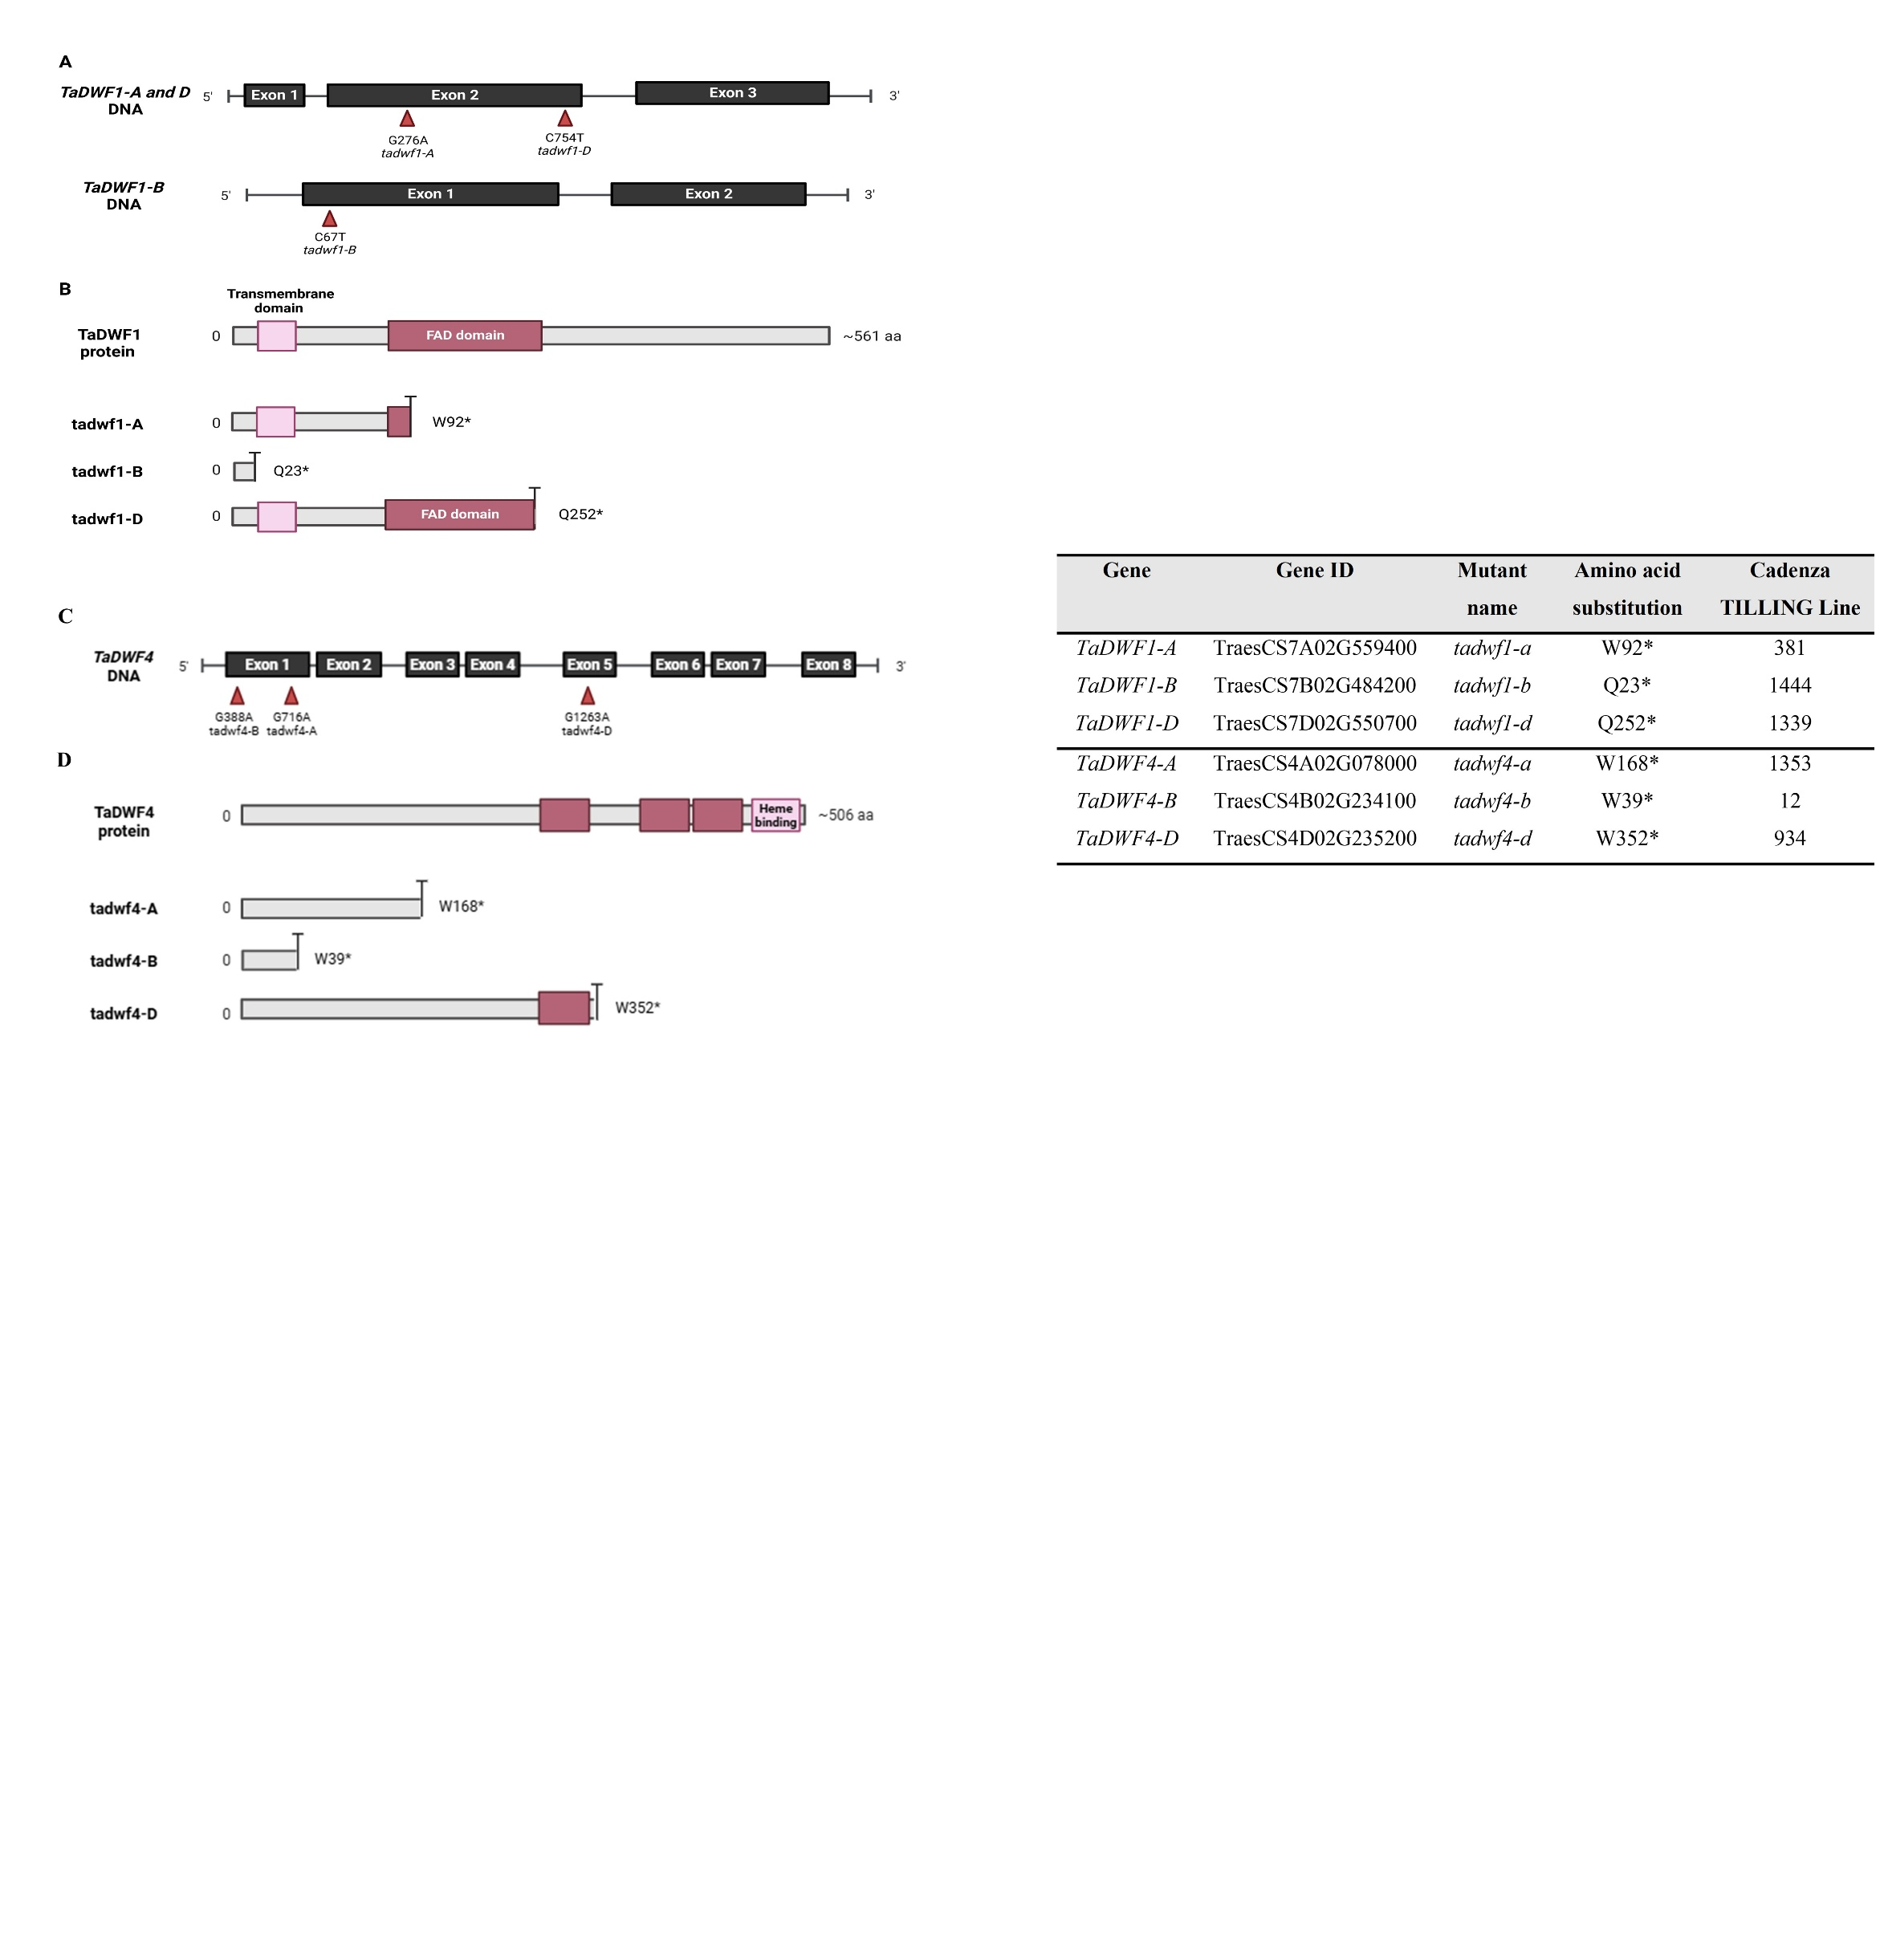 A
TaDWF1-A and D
DNA
5'
Exon 1
Exon 2
Exon 3
3'
G276A
tadwf1-A
C754T
tadwf1-D
TaDWF1-B
DNA
5'
Exon 1
Exon 2
3'
C67T
tadwf1-B
B
Transmembrane
domain
TaDWF1
protein
0
FAD domain
~561 aa
tadwf1-A
0
W92*
tadwf1-B
0
Q23*
tadwf1-D
0
FAD domain
Q252*
C
TaDWF4
DNA
5'
Exon 1
Exon 2
Exon 3
Exon 4
Exon 5
Exon 6
Exon 7
Exon 8
3'
G388A
tadwf4-B
G716A
tadwf4-A
G1263A
tadwf4-D
D
TaDWF4
protein
0
Heme
binding
~506 aa
tadwf4-A
0
W168*
tadwf4-B
0
W39*
tadwf4-D
0
W352*
Gene Gene ID Mutant name Amino acid substitution Cadenza TILLING Line
TaDWF1-A TraesCS7A02G559400 tadwf1-a W92* 381
TaDWF1-B TraesCS7B02G484200 tadwf1-b Q23* 1444
TaDWF1-D TraesCS7D02G550700 tadwf1-d Q252* 1339
TaDWF4-A TraesCS4A02G078000 tadwf4-a W168* 1353
TaDWF4-B TraesCS4B02G234100 tadwf4-b W39* 12
TaDWF4-D TraesCS4D02G235200 tadwf4-d W352* 934